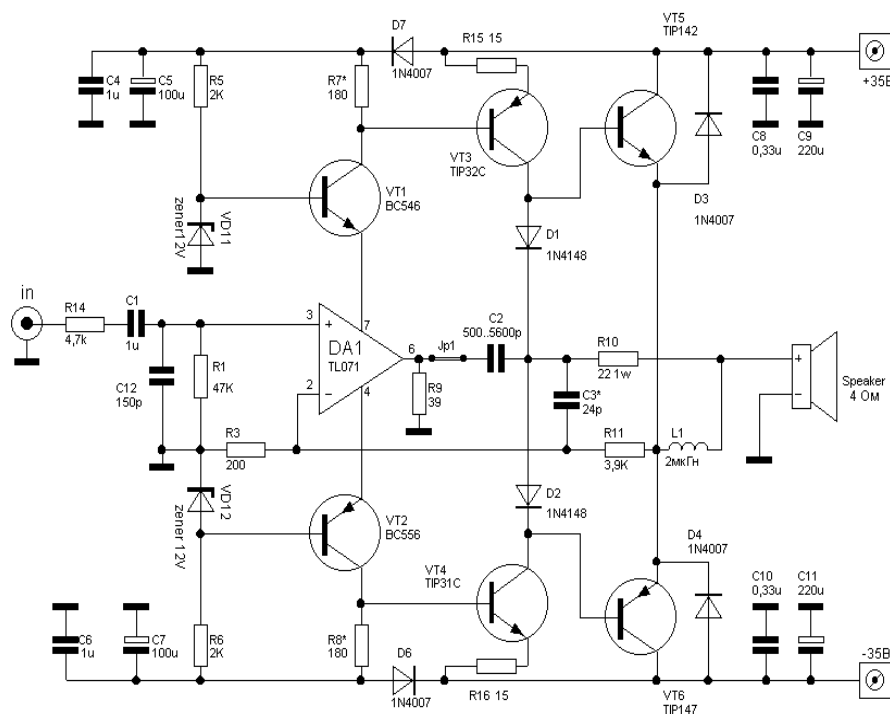 D7
1N4007
R15 15
VT5
TIP142
C4
1u
C5
100u
R5
2K
R7*
180
+35В
C8
0,33u
C9
220u
VT3
TIP32C
VT1
BC546
D3
1N4007
VD11
zener12V
D1
1N4148
in
R14
4,7k
C1
1u
3
+
7
DA1
TL071
6
2
−
4
C2
500..5600p
Jp1
R10
22 1w
+
−
Speaker
4 Ом
C12
150p
R1
47K
R9
39
C3*
24p
R3
200
R11
3,9K
L1
2мкГн
VD12
zener 12V
D2
1N4148
VT2
BC556
D4
1N4007
VT4
TIP31C
C10
0,33u
C11
220u
C6
1u
C7
100u
R6
2K
R8*
180
D6
1N4007
R16 15
VT6
TIP147
-35В